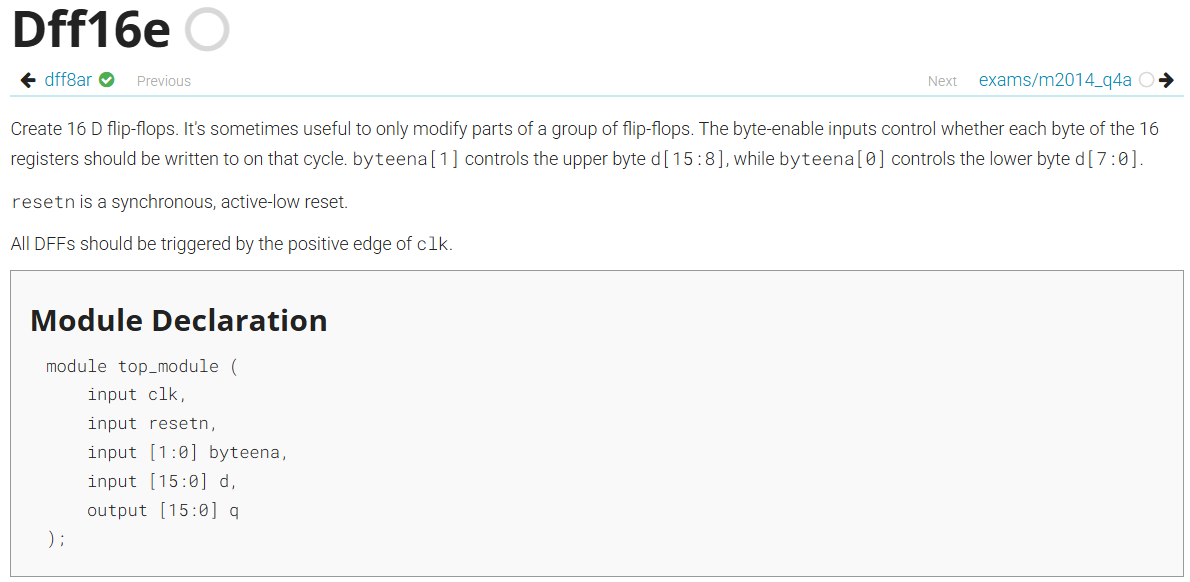 Dff16e
dff8ar Previous Next exams/m2014_q4a
Create 16 D flip-flops. It's sometimes useful to only modify parts of a group of flip-flops. The byte-enable inputs control whether each byte of the 16
registers should be written to on that cycle. byteena[1] controls the upper byte d[15:8], while byteena[0] controls the lower byte d[7:0].
resetn is a synchronous, active-low reset.
All DFFs should be triggered by the positive edge of clk.
Module Declaration
module top_module (
    input clk,
    input resetn,
    input [1:0] byteena,
    input [15:0] d,
    output [15:0] q
);